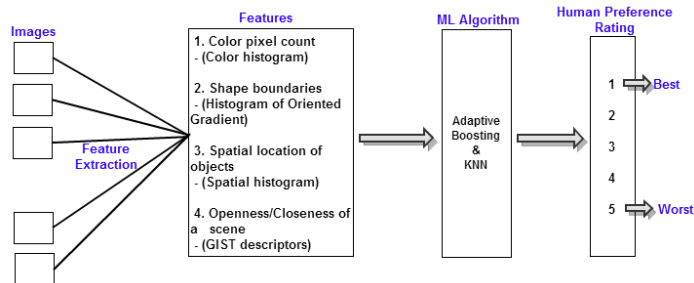 Images
Feature
Extraction
Features
1. Color pixel count
- (Color histogram)
2. Shape boundaries
- (Histogram of Oriented
Gradient)
3. Spatial location of
objects
- (Spatial histogram)
4. Openness/Closeness of
a scene
- (GIST descriptors)
ML Algorithm
Adaptive
Boosting
&
KNN
Human Preference
Rating
1 Best
2
3
4
5 Worst